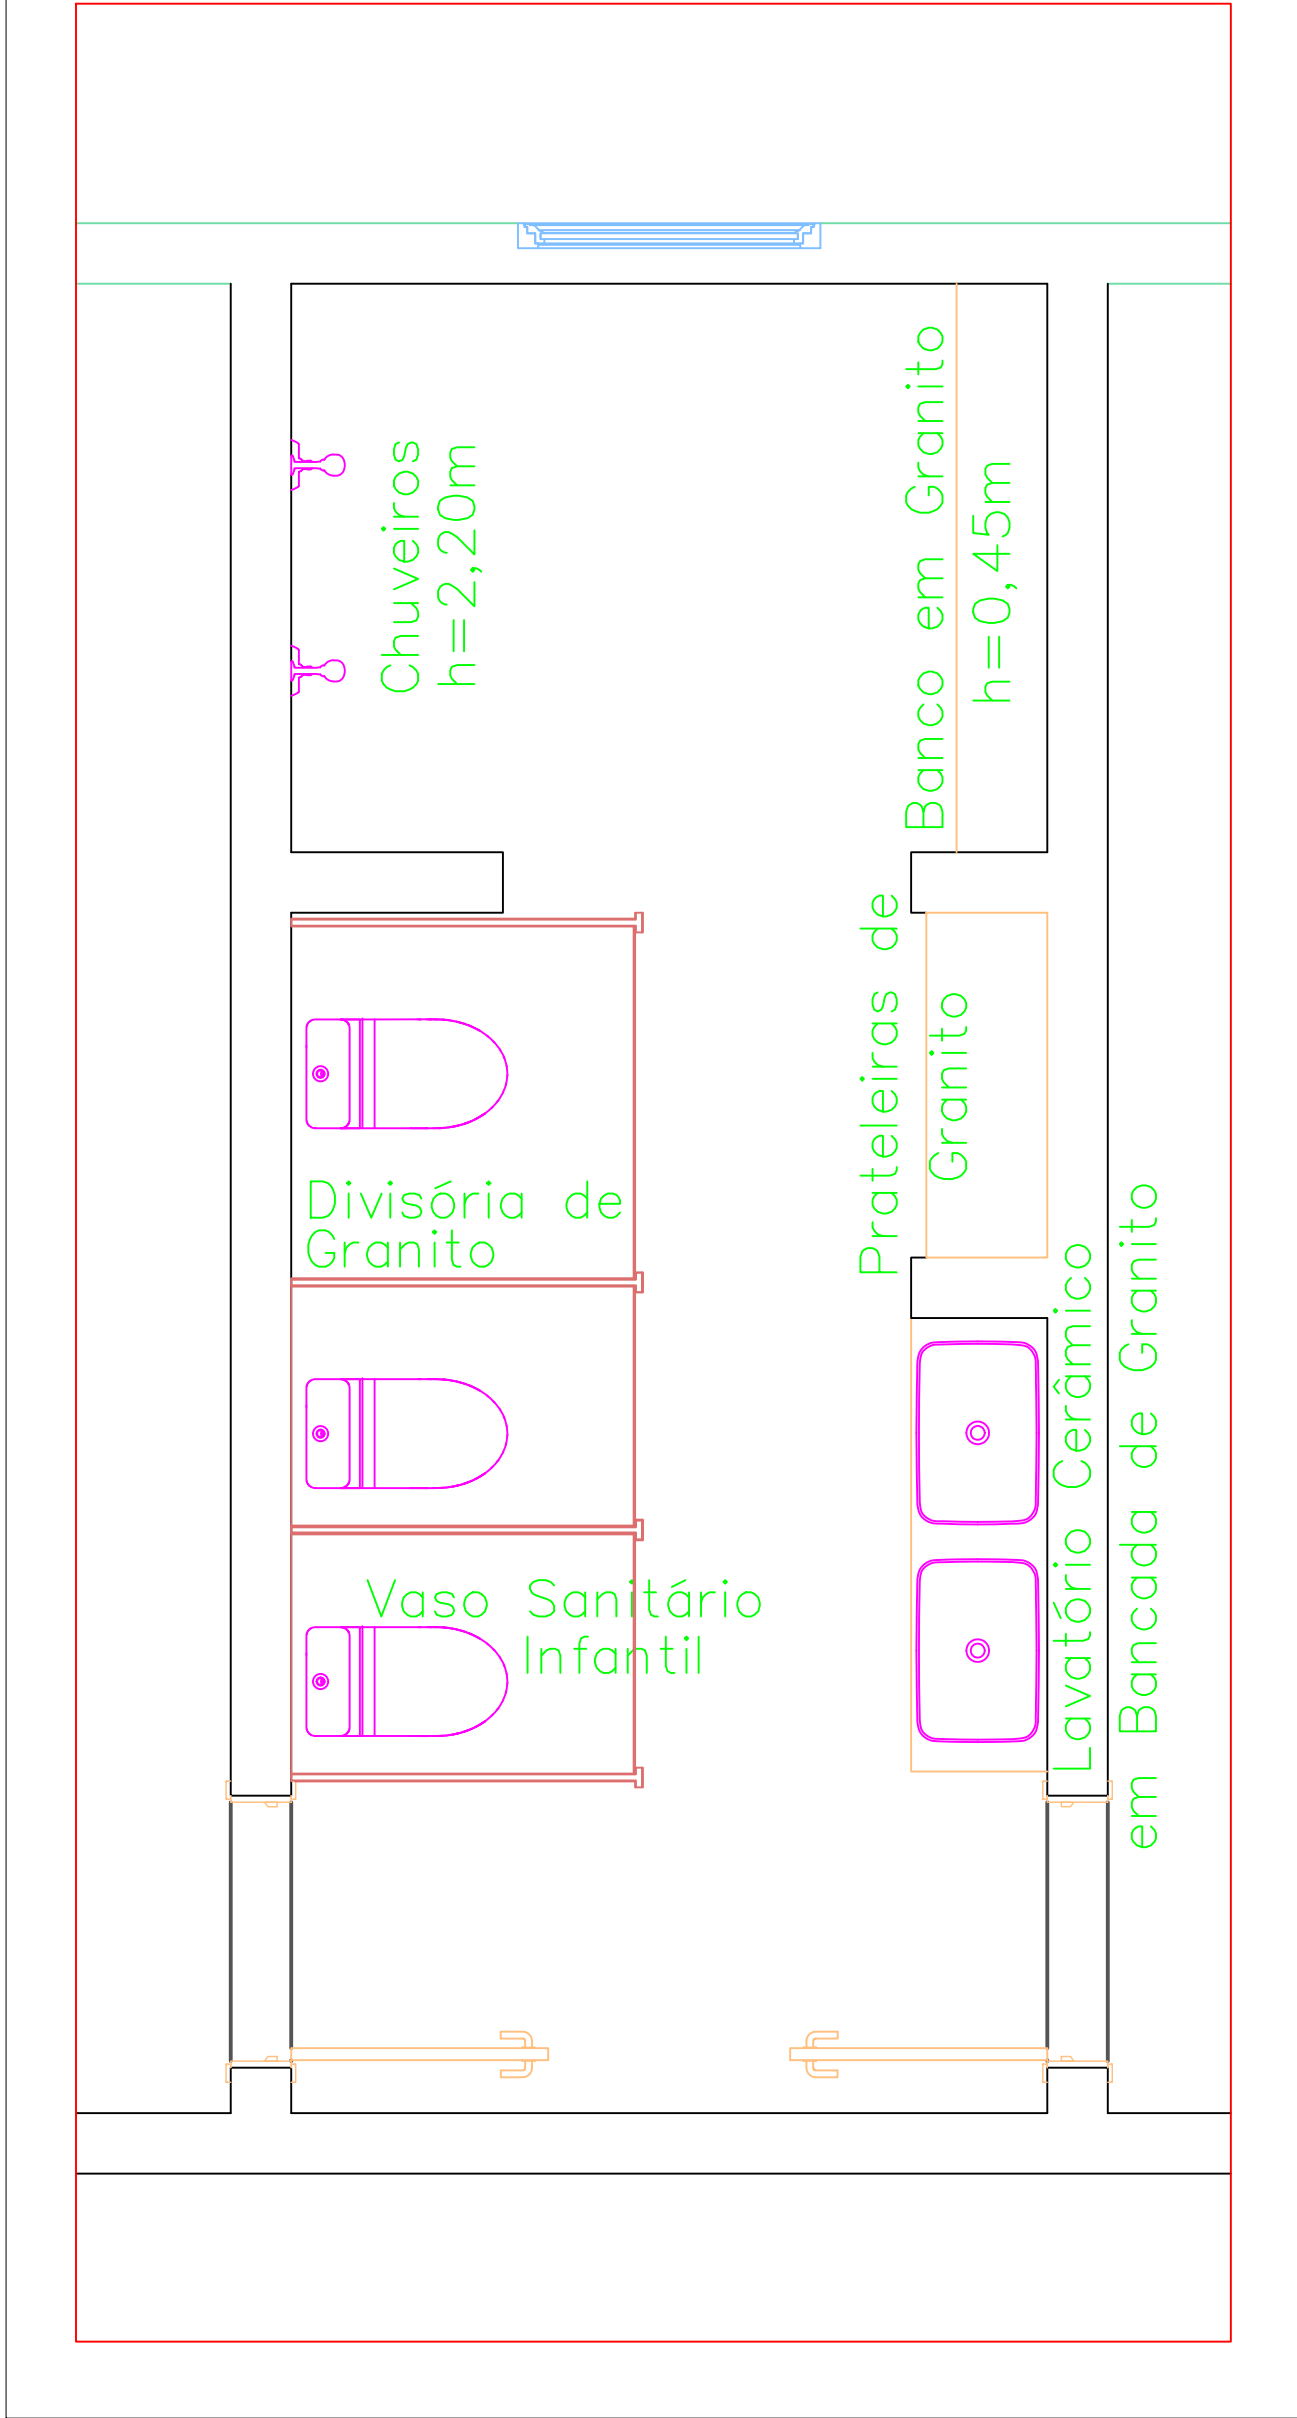 Chuveiros
h=2,20m
Banco em Granito
h=0,45m
Prateleiras de
Granito
Divisória de
Granito
Vaso Sanitário
Infantil
Lavatório Cerâmico
em Bancada de Granito